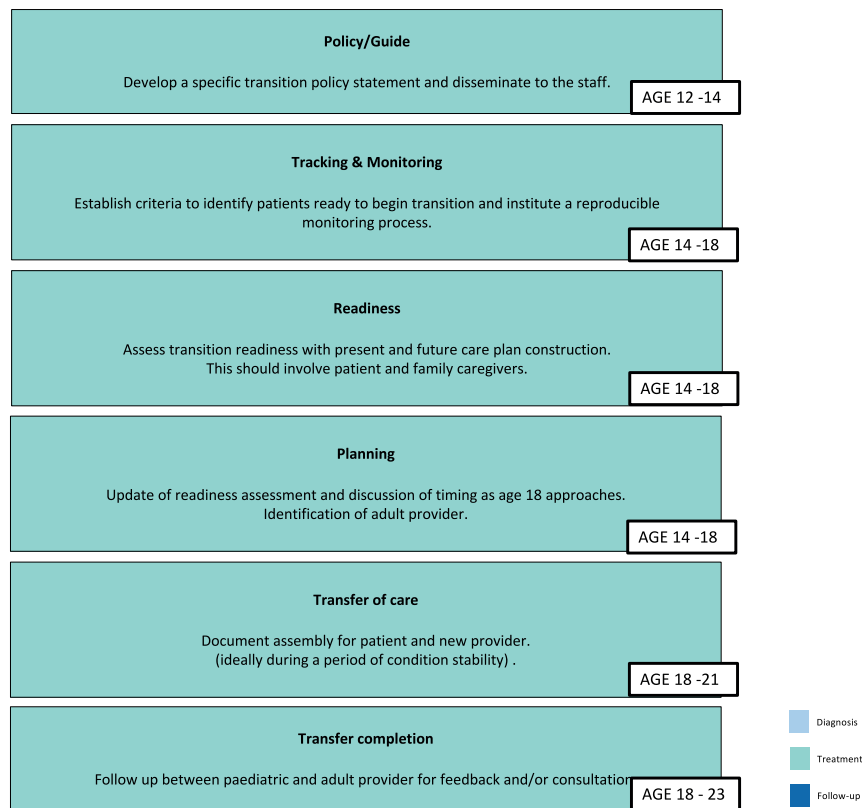 Policy/Guide
Develop a specific transition policy statement and disseminate to the staff.
AGE 12 -14
Tracking & Monitoring
Establish criteria to identify patients ready to begin transition and institute a reproducible
monitoring process.
AGE 14 -18
Readiness
Assess transition readiness with present and future care plan construction.
This should involve patient and family caregivers.
AGE 14 -18
Planning
Update of readiness assessment and discussion of timing as age 18 approaches.
Identification of adult provider.
AGE 14 -18
Transfer of care
Document assembly for patient and new provider.
(ideally during a period of condition stability) .
AGE 18 -21
Transfer completion
Follow up between paediatric and adult provider for feedback and/or consultation
AGE 18 - 23
Diagnosis
Treatment
Follow-up